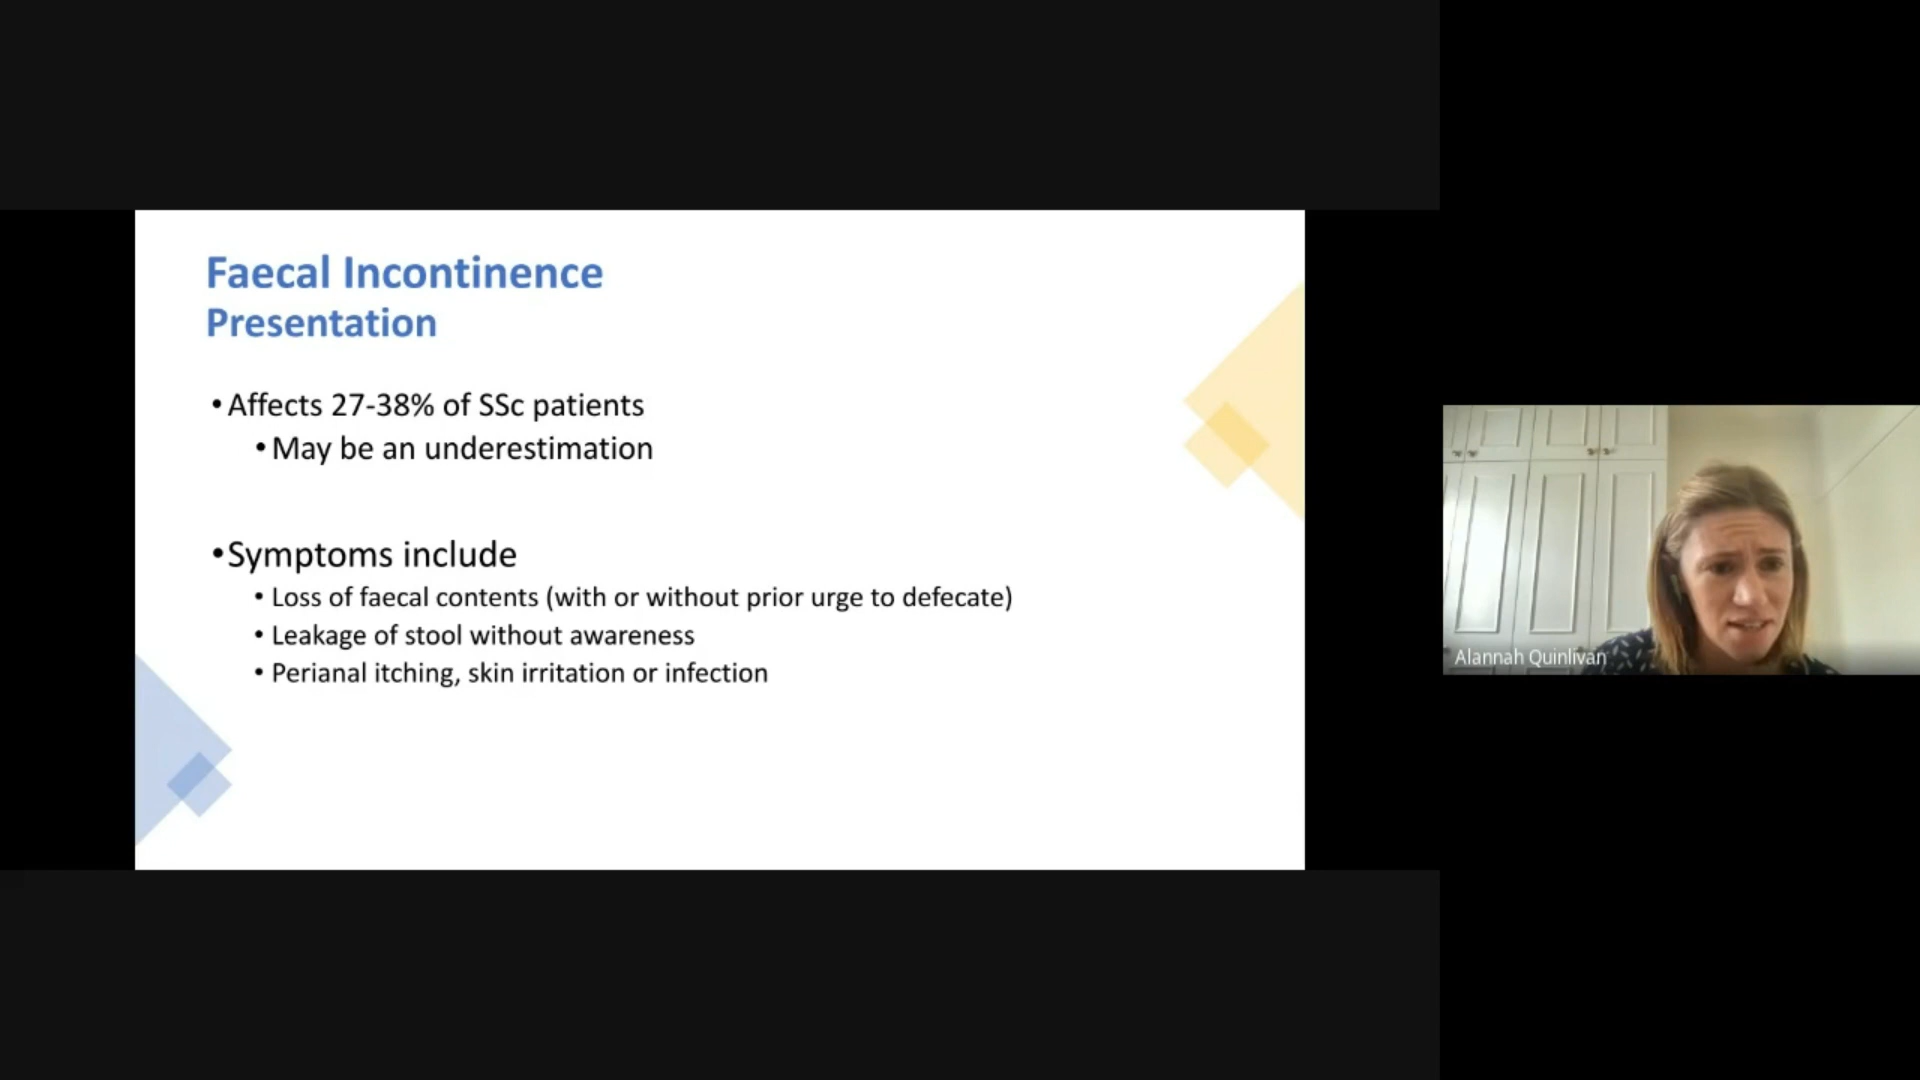 Faecal Incontinence
Presentation
•Affects 27-38% of SSc patients
•May be an underestimation
•Symptoms include
• Loss of faecal contents (with or without prior urge to defecate)
• Leakage of stool without awareness
• Perianal itching, skin irritation or infection
Alannah Quinlivan